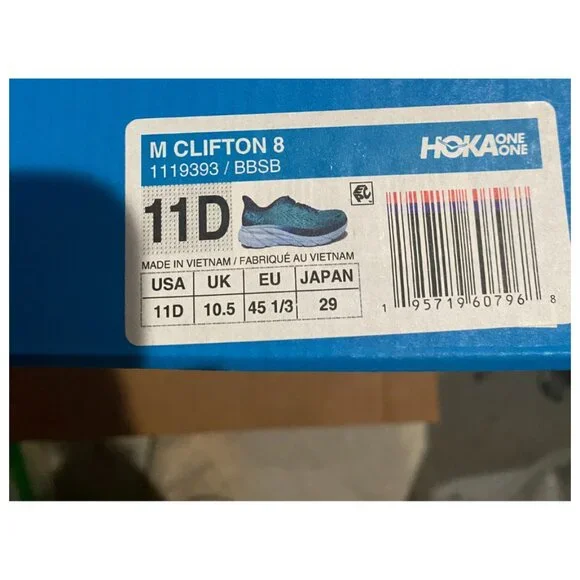 M CLIFTON 8
1119393 / BBSB
HOKA ONE ONE
11D
MADE IN VIETNAM / FABRIQUÉ AU VIETNAM
USA UK EU JAPAN
11D 10.5 45 1/3 29
1 95719 60796 8